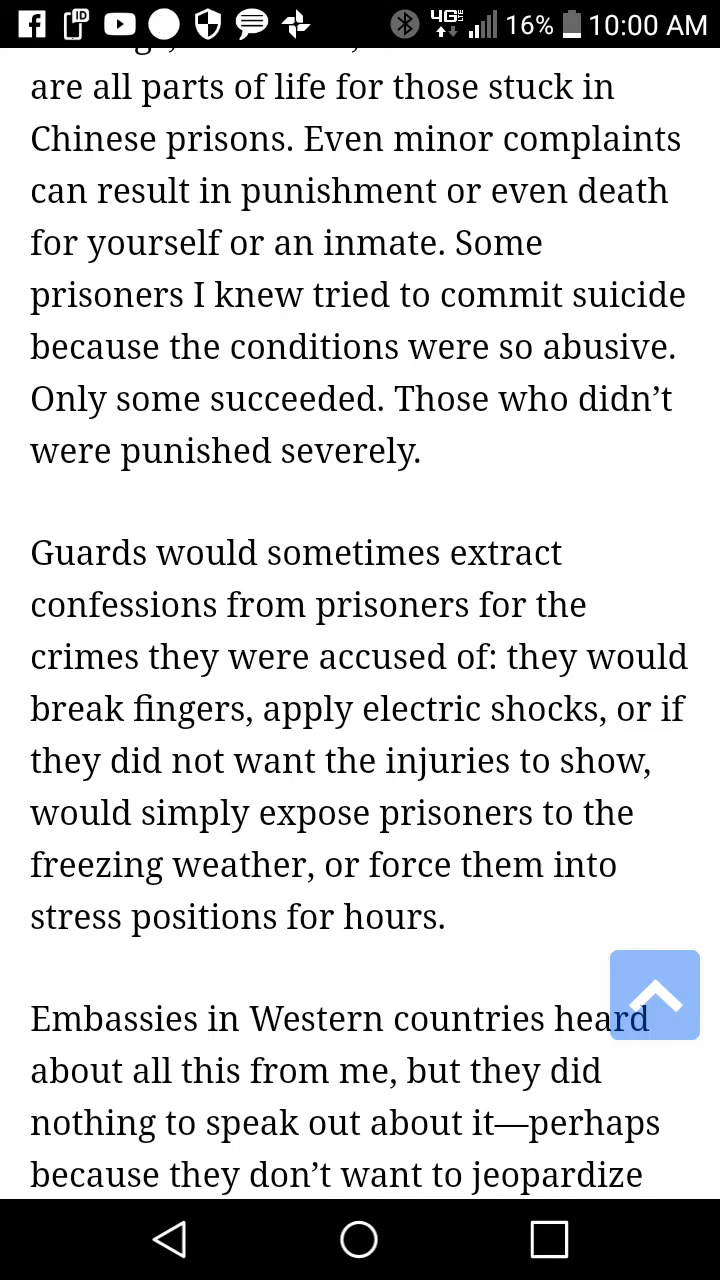 ID
4G
16%
10:00 AM
are all parts of life for those stuck in
Chinese prisons. Even minor complaints
can result in punishment or even death
for yourself or an inmate. Some
prisoners I knew tried to commit suicide
because the conditions were so abusive.
Only some succeeded. Those who didn’t
were punished severely.
Guards would sometimes extract
confessions from prisoners for the
crimes they were accused of: they would
break fingers, apply electric shocks, or if
they did not want the injuries to show,
would simply expose prisoners to the
freezing weather, or force them into
stress positions for hours.
Embassies in Western countries heard
about all this from me, but they did
nothing to speak out about it—perhaps
because they don’t want to jeopardize